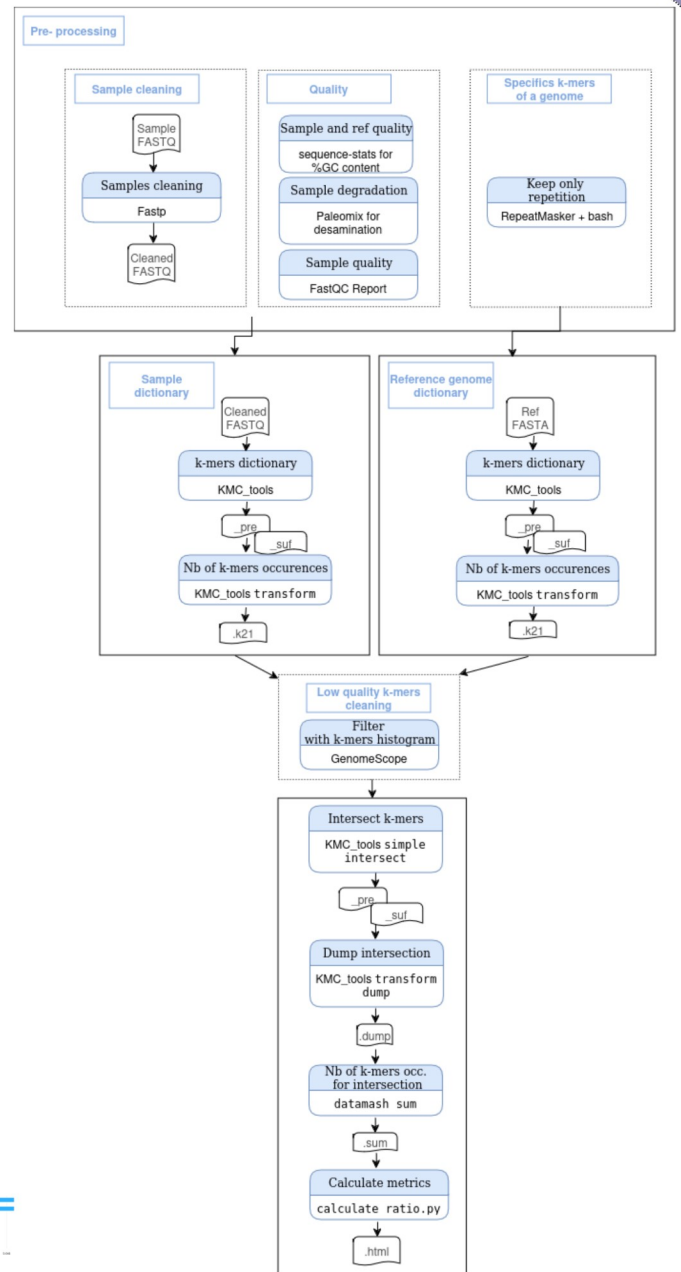 Pre- processing
Sample cleaning
Sample
FASTQ
Samples cleaning
Fastp
Cleaned
FASTQ
Quality
Sample and ref quality
sequence-stats for
%GC content
Sample degradation
Paleomix for
desamination
Sample quality
FastQC Report
Specifics k-mers
of a genome
Keep only
repetition
RepeatMasker + bash
Sample
dictionary
Cleaned
FASTQ
k-mers dictionary
KMC_tools
_pre
_suf
Nb of k-mers occurences
KMC_tools transform
.k21
Reference genome
dictionary
Ref
FASTA
k-mers dictionary
KMC_tools
_pre
_suf
Nb of k-mers occurences
KMC_tools transform
.k21
Low quality k-mers
cleaning
Filter
with k-mers histogram
GenomeScope
Intersect k-mers
KMC_tools simple
intersect
_pre
_suf
Dump intersection
KMC_tools transform
dump
.dump
Nb of k-mers occ.
for intersection
datamash sum
.sum
Calculate metrics
calculate ratio.py
.html